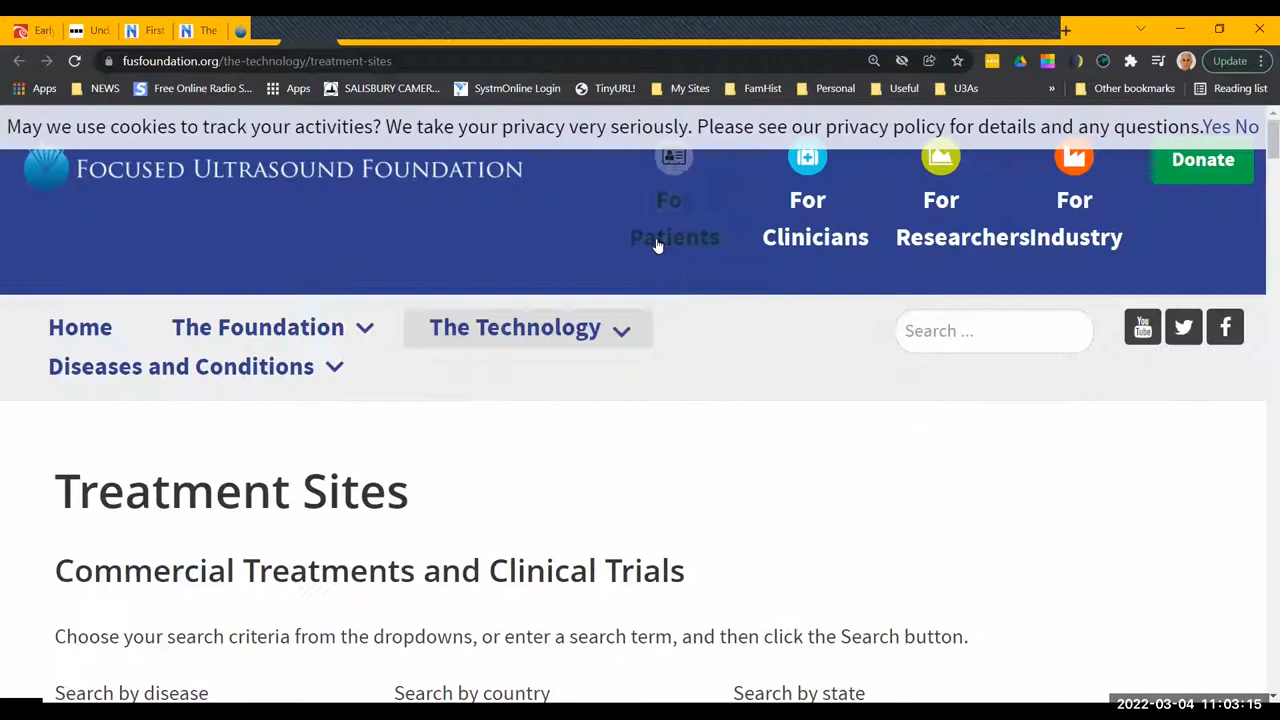 Early
Und
First
The
fusfoundation.org/the-technology/treatment-sites
Update
Apps
NEWS
Free Online Radio S...
Apps
SALISBURY CAMER...
SystmOnline Login
TinyURL!
My Sites
FamHist
Personal
Useful
U3As
»
Other bookmarks
Reading list
May we use cookies to track your activities? We take your privacy very seriously. Please see our privacy policy for details and any questions.Yes No
FOCUSED ULTRASOUND FOUNDATION
Fo
Patients
For
Clinicians
For
Researchers
For
Industry
Donate
Home
The Foundation
The Technology
Diseases and Conditions
Search ...
You
Tube
Treatment Sites
Commercial Treatments and Clinical Trials
Choose your search criteria from the dropdowns, or enter a search term, and then click the Search button.
Search by disease
Search by country
Search by state
2022-03-04 11:03:15